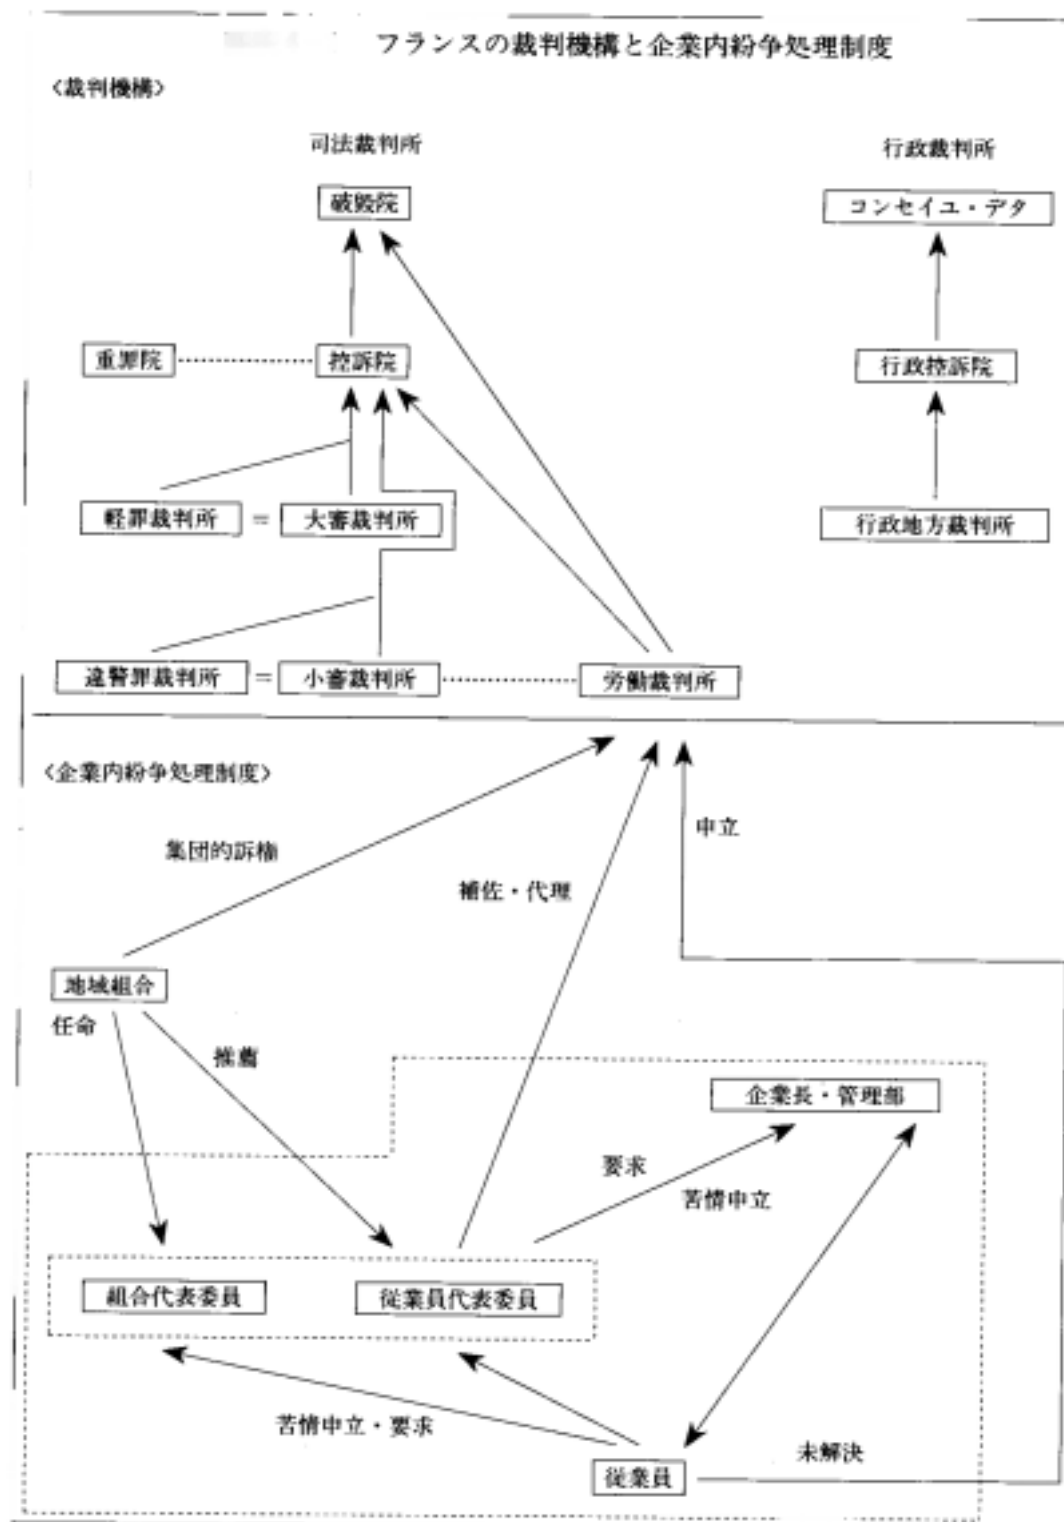 フランスの裁判機構と企業内紛争処理制度
〈裁判機構〉
司法裁判所
行政裁判所
破毀院
コンセイユ・デタ
重罪院
控訴院
行政控訴院
軽罪裁判所 = 大審裁判所
行政地方裁判所
違警罪裁判所 = 小審裁判所
労働裁判所
〈企業内紛争処理制度〉
集団的訴権
補佐・代理
申立
地域組合
任命
推薦
企業長・管理部
要求
苦情申立
組合代表委員
従業員代表委員
苦情申立・要求
従業員
未解決